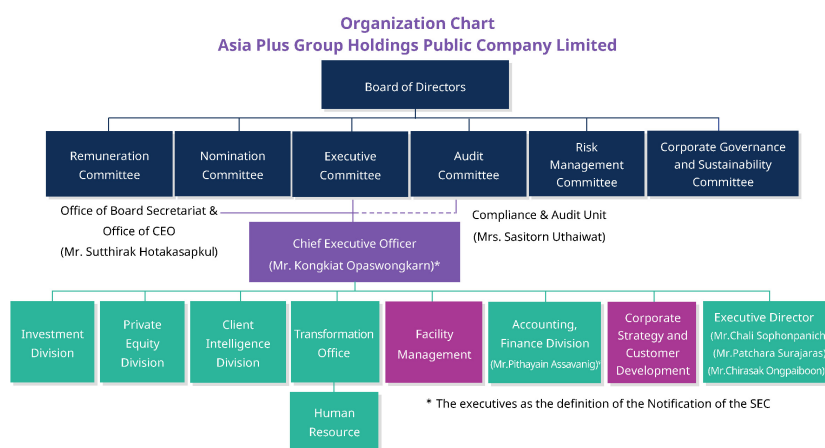 Organization Chart
Asia Plus Group Holdings Public Company Limited
Board of Directors
Remuneration
Committee
Nomination
Committee
Executive
Committee
Audit
Committee
Risk
Management
Committee
Corporate Governance
and Sustainability
Committee
Office of Board Secretariat &
Office of CEO
(Mr. Sutthirak Hotakasapkul)
Compliance & Audit Unit
(Mrs. Sasitorn Uthaiwat)
Chief Executive Officer
(Mr. Kongkiat Opaswongkarn)*
Investment
Division
Private
Equity
Division
Client
Intelligence
Division
Transformation
Office
Facility
Management
Accounting,
Finance Division
(Mr.Pithayain Assavanig)*
Corporate
Strategy and
Customer
Development
Executive Director
(Mr.Chali Sophonpanich
(Mr.Patchara Surajaras)
(Mr.Chirasak Ongpaiboon)
Human
Resource
* The executives as the definition of the Notification of the SEC